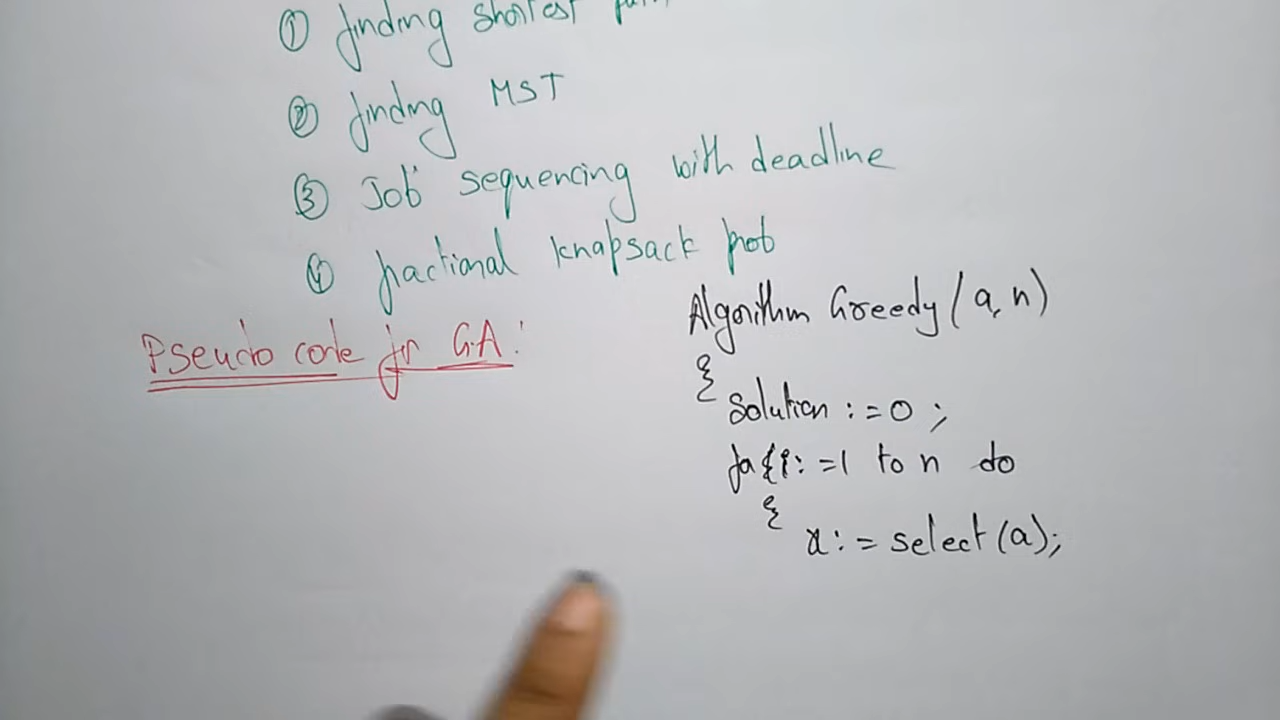 ① finding shortest path
② finding MST
③ Job sequencing with deadline
④ fractional knapsack prob
Pseudo code for G.A:
Algorithm Greedy(a, n)
{
Solution := 0 ;
for i := 1 to n do
{
x := select(a);